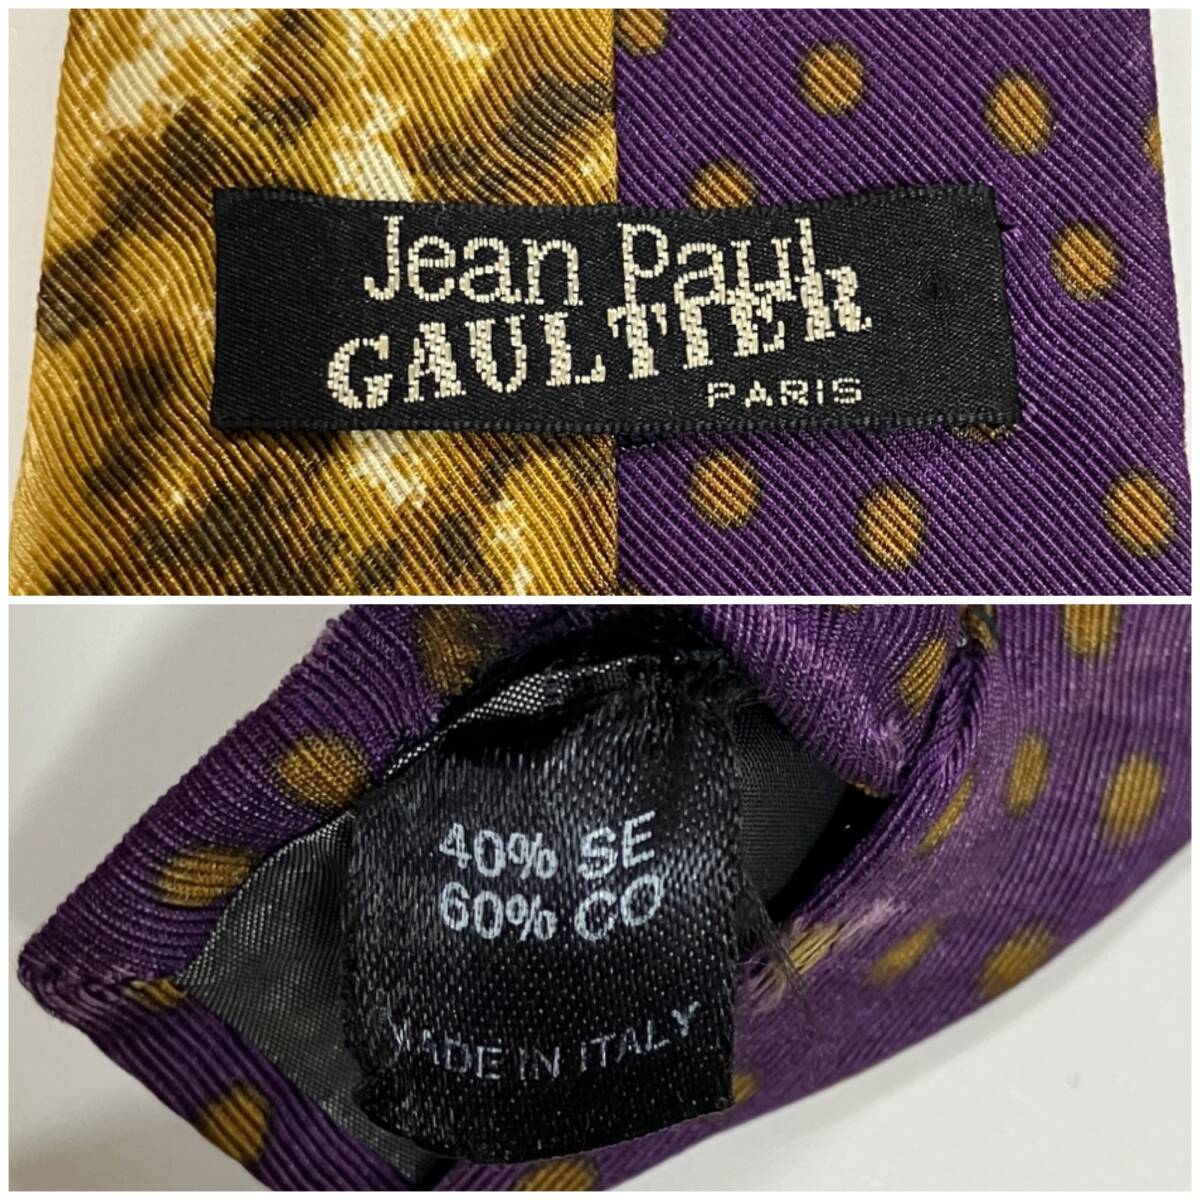 Jean Paul
GAULTIER
PARIS
40% SE
60% CO
MADE IN ITALY